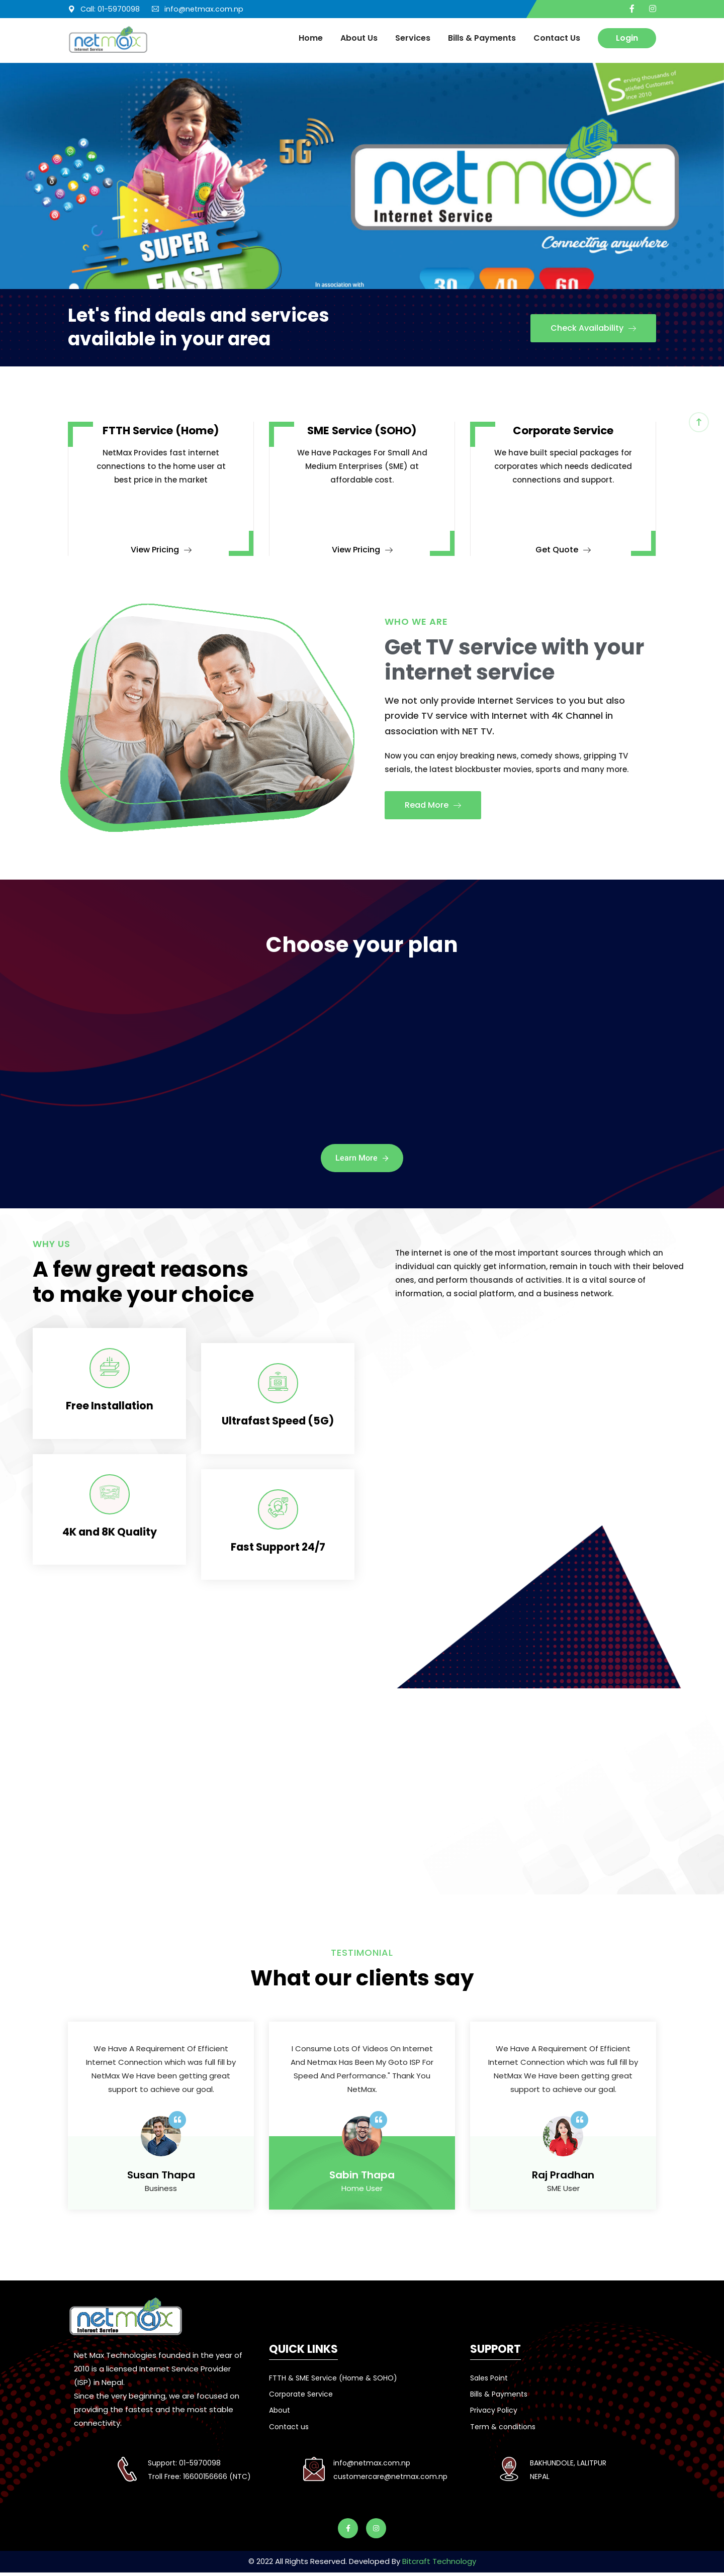 Call: 01-5970098 info@netmax.com.np
netmax
Internet Service
Home About Us Services Bills & Payments Contact Us Login
Serving thousands of
Satisfied Customers
Since 2010
5G
netmax
Internet Service
Connecting anywhere
SUPER
FAST
In association with
30 40 60
Let's find deals and services
available in your area
Check Availability
FTTH Service (Home)
NetMax Provides fast internet
connections to the home user at
best price in the market
View Pricing
SME Service (SOHO)
We Have Packages For Small And
Medium Enterprises (SME) at
affordable cost.
View Pricing
Corporate Service
We have built special packages for
corporates which needs dedicated
connections and support.
Get Quote
WHO WE ARE
Get TV service with your
internet service
We not only provide Internet Services to you but also
provide TV service with Internet with 4K Channel in
association with NET TV.
Now you can enjoy breaking news, comedy shows, gripping TV
serials, the latest blockbuster movies, sports and many more.
Read More
Choose your plan
Learn More
WHY US
A few great reasons
to make your choice
The internet is one of the most important sources through which an
individual can quickly get information, remain in touch with their beloved
ones, and perform thousands of activities. It is a vital source of
information, a social platform, and a business network.
Free Installation
Ultrafast Speed (5G)
4K and 8K Quality
Fast Support 24/7
TESTIMONIAL
What our clients say
We Have A Requirement Of Efficient
Internet Connection which was full fill by
NetMax We Have been getting great
support to achieve our goal.
Susan Thapa
Business
I Consume Lots Of Videos On Internet
And Netmax Has Been My Goto ISP For
Speed And Performance." Thank You
NetMax.
Sabin Thapa
Home User
We Have A Requirement Of Efficient
Internet Connection which was full fill by
NetMax We Have been getting great
support to achieve our goal.
Raj Pradhan
SME User
netmax
Internet Service
Net Max Technologies founded in the year of
2010 is a licensed Internet Service Provider
(ISP) in Nepal.
Since the very beginning, we are focused on
providing the fastest and the most stable
connectivity.
QUICK LINKS
FTTH & SME Service (Home & SOHO)
Corporate Service
About
Contact us
SUPPORT
Sales Point
Bills & Payments
Privacy Policy
Term & conditions
Support: 01-5970098
Troll Free: 16600156666 (NTC)
info@netmax.com.np
customercare@netmax.com.np
BAKHUNDOLE, LALITPUR
NEPAL
© 2022 All Rights Reserved. Developed By Bitcraft Technology